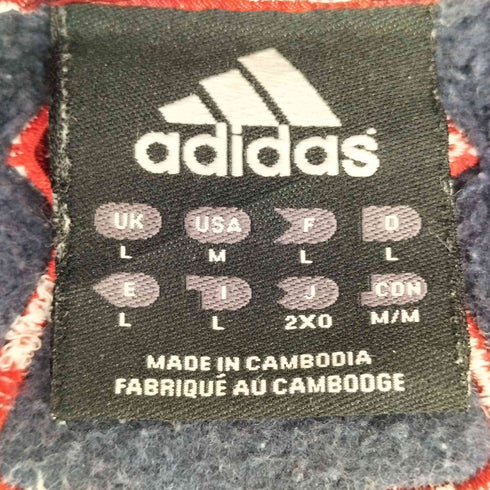 adidas
UK USA F D
L M L L
E I J CDN
L L 2XO M/M
MADE IN CAMBODIA
FABRIQUÉ AU CAMBODGE